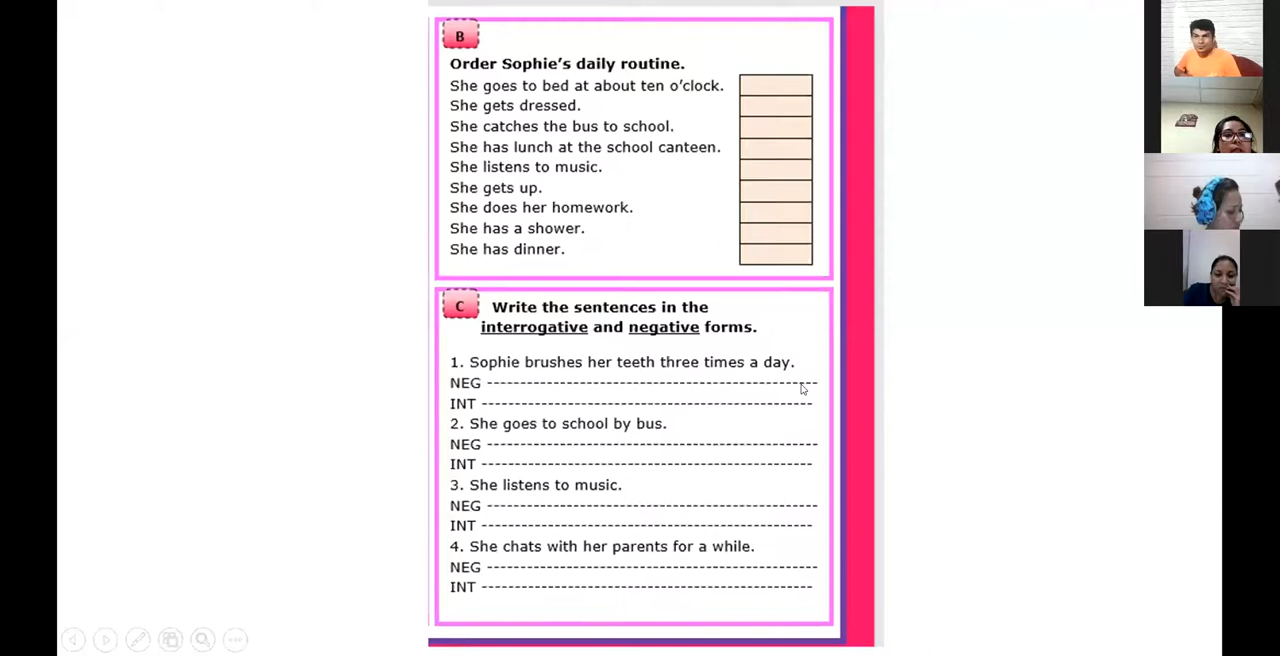 B
Order Sophie's daily routine.
She goes to bed at about ten o'clock.
She gets dressed.
She catches the bus to school.
She has lunch at the school canteen.
She listens to music.
She gets up.
She does her homework.
She has a shower.
She has dinner.
C
Write the sentences in the
interrogative and negative forms.
1. Sophie brushes her teeth three times a day.
NEG ------------------------------------------------
INT ------------------------------------------------
2. She goes to school by bus.
NEG ------------------------------------------------
INT ------------------------------------------------
3. She listens to music.
NEG ------------------------------------------------
INT ------------------------------------------------
4. She chats with her parents for a while.
NEG ------------------------------------------------
INT ------------------------------------------------